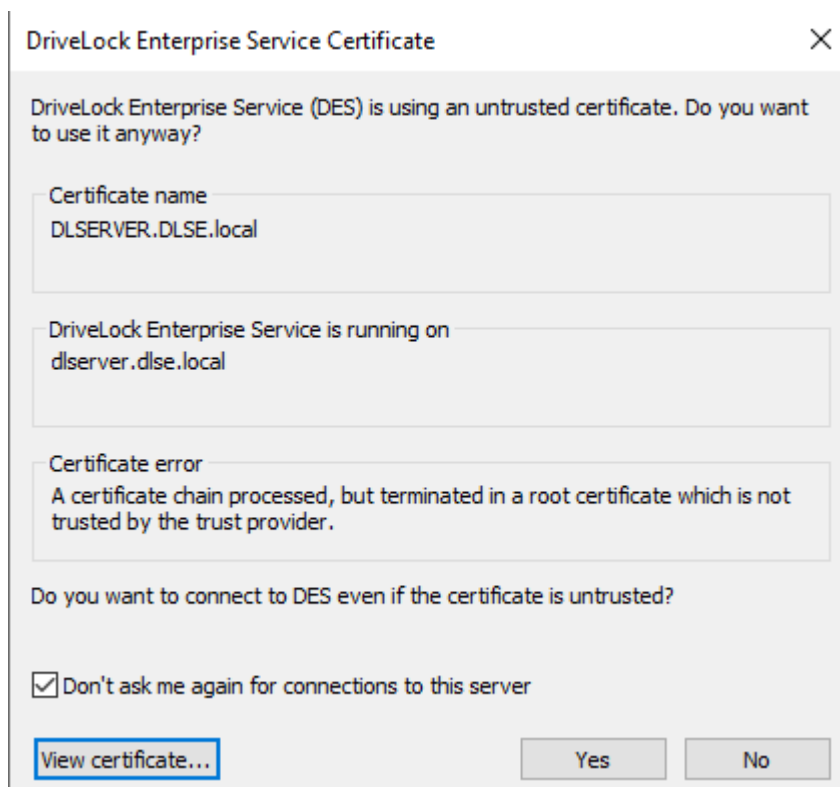 DriveLock Enterprise Service Certificate
DriveLock Enterprise Service (DES) is using an untrusted certificate. Do you want
to use it anyway?
Certificate name
DLSERVER.DLSE.local
DriveLock Enterprise Service is running on
dlserver.dlse.local
Certificate error
A certificate chain processed, but terminated in a root certificate which is not
trusted by the trust provider.
Do you want to connect to DES even if the certificate is untrusted?
Don't ask me again for connections to this server
View certificate... Yes No